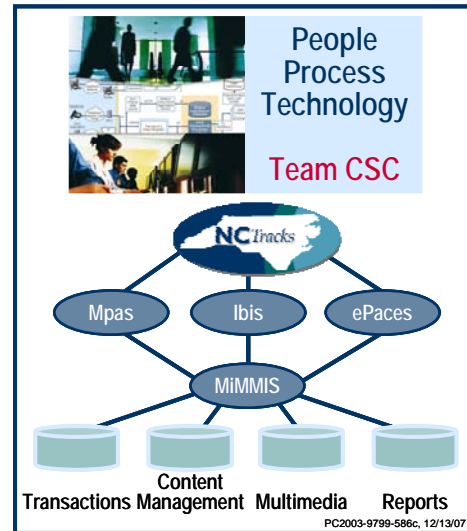 People
Process
Technology
Team CSC
NCTracks
Mpas
Ibis
ePaces
MiMMIS
Transactions
Content
Management
Multimedia
Reports
PC2003-9799-586c, 12/13/07